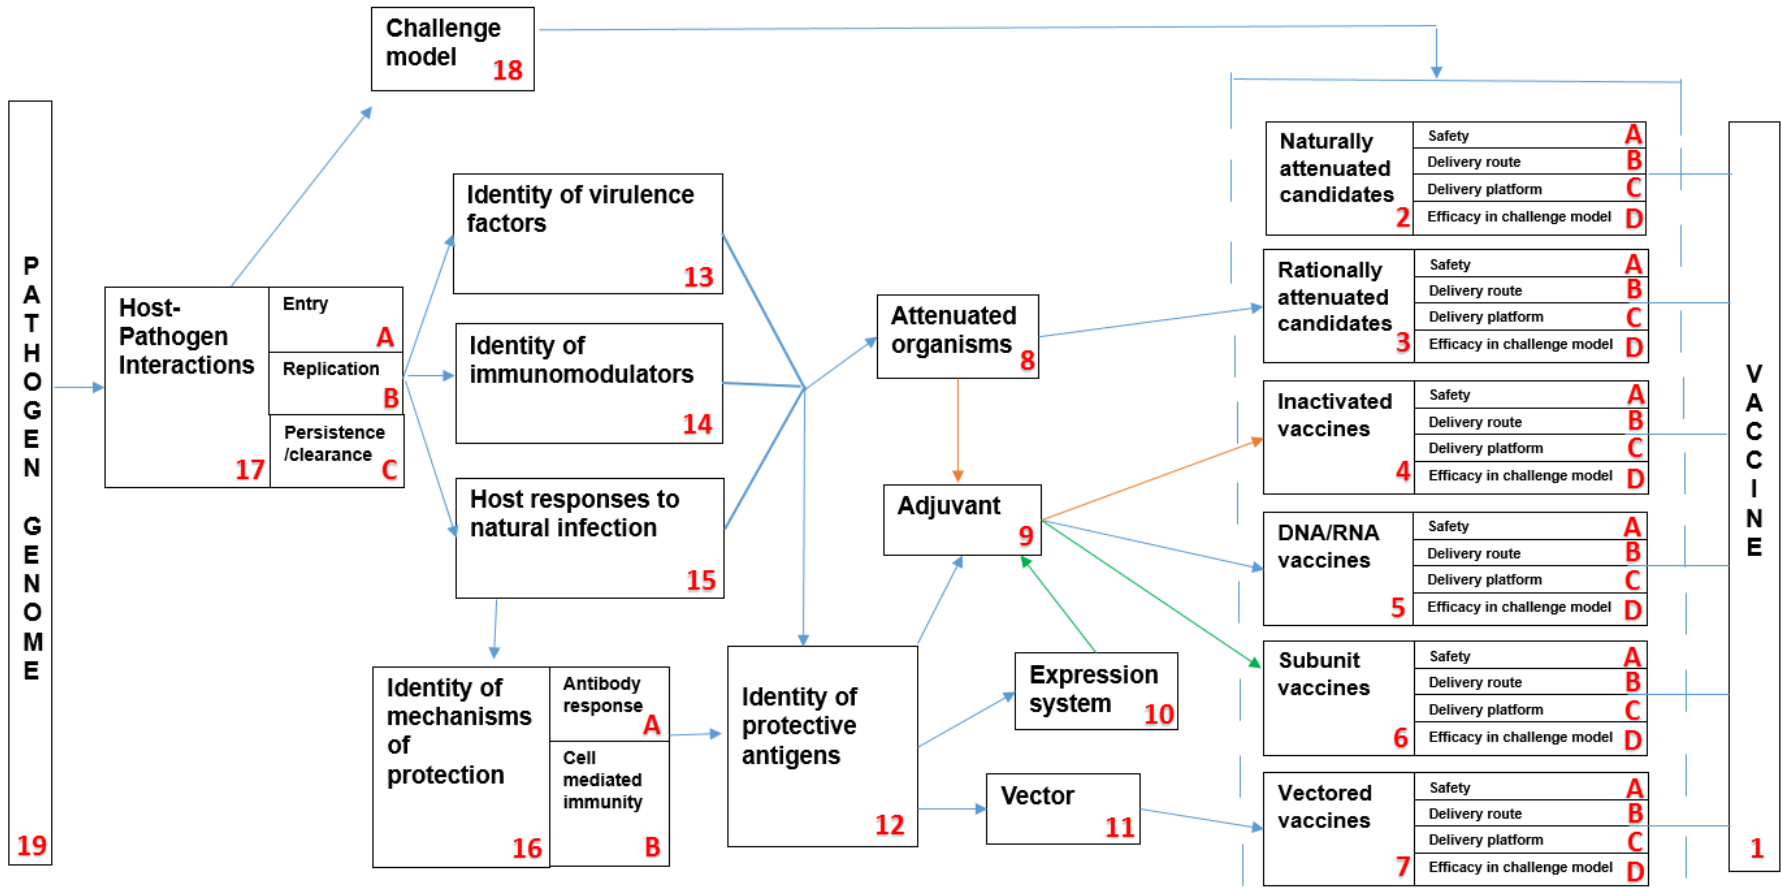 Challenge
model
18
P
A
T
H
O
G
E
N
G
E
N
O
M
E
19
Host-
Pathogen
Interactions
17
Entry
A
Replication
B
Persistence
/clearance
C
Identity of virulence
factors
13
Identity of
immunomodulators
14
Host responses to
natural infection
15
Identity of
mechanisms
of
protection
16
Antibody
response
A
Cell
mediated
immunity
B
Identity of
protective
antigens
12
Attenuated
organisms
8
Adjuvant
9
Expression
system
10
Vector
11
Naturally
attenuated
candidates
2
Safety A
Delivery route B
Delivery platform C
Efficacy in challenge model D
Rationally
attenuated
candidates
3
Safety A
Delivery route B
Delivery platform C
Efficacy in challenge model D
Inactivated
vaccines
4
Safety A
Delivery route B
Delivery platform C
Efficacy in challenge model D
DNA/RNA
vaccines
5
Safety A
Delivery route B
Delivery platform C
Efficacy in challenge model D
Subunit
vaccines
6
Safety A
Delivery route B
Delivery platform C
Efficacy in challenge model D
Vectored
vaccines
7
Safety A
Delivery route B
Delivery platform C
Efficacy in challenge model D
V
A
C
C
I
N
E
1